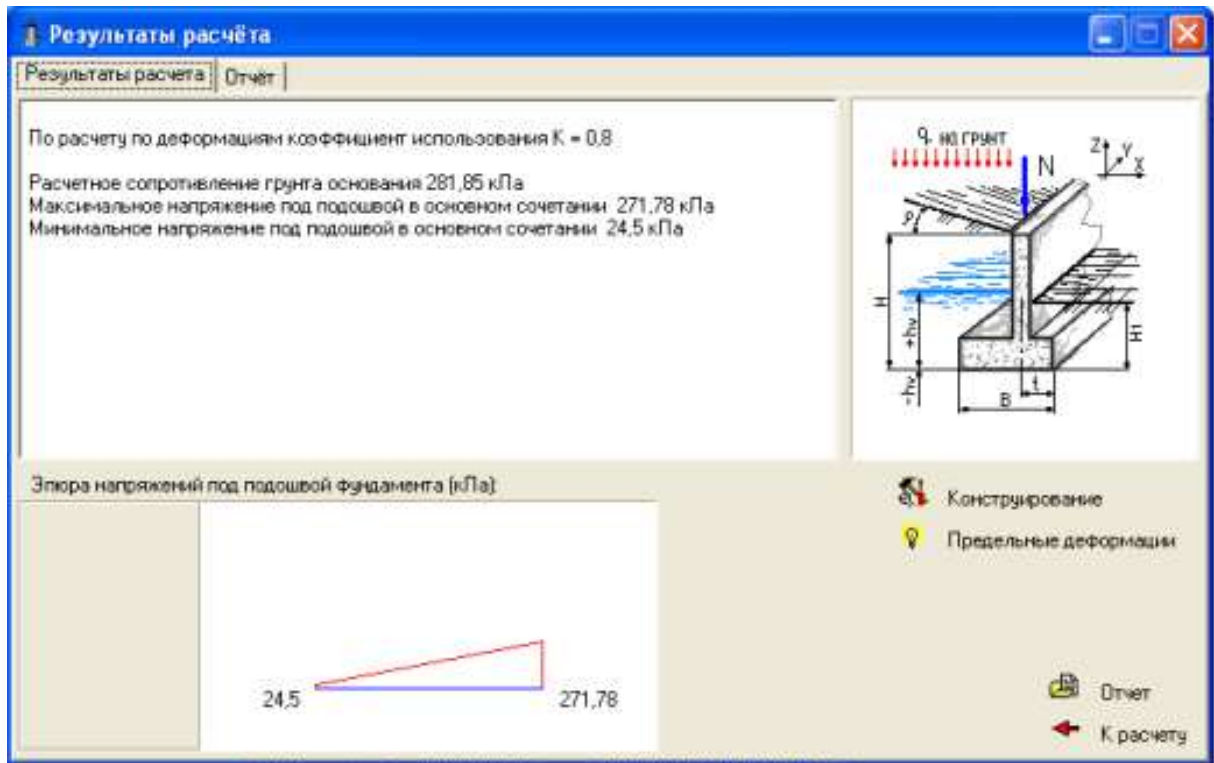 Результаты расчёта
Результаты расчета
Отчёт
По расчету по деформациям коэффициент использования К = 0,8
Расчетное сопротивление грунта основания 281,85 кПа
Максимальное напряжение под подошвой в основном сочетании 271,78 кПа
Минимальное напряжение под подошвой в основном сочетании 24,5 кПа
q на грунт
N
Z
Y
X
ρ
H
+hv
H1
-hv
t
B
Эпюра напряжений под подошвой фундамента (кПа)
24,5
271,78
Конструирование
Предельные деформации
Отчет
К расчету